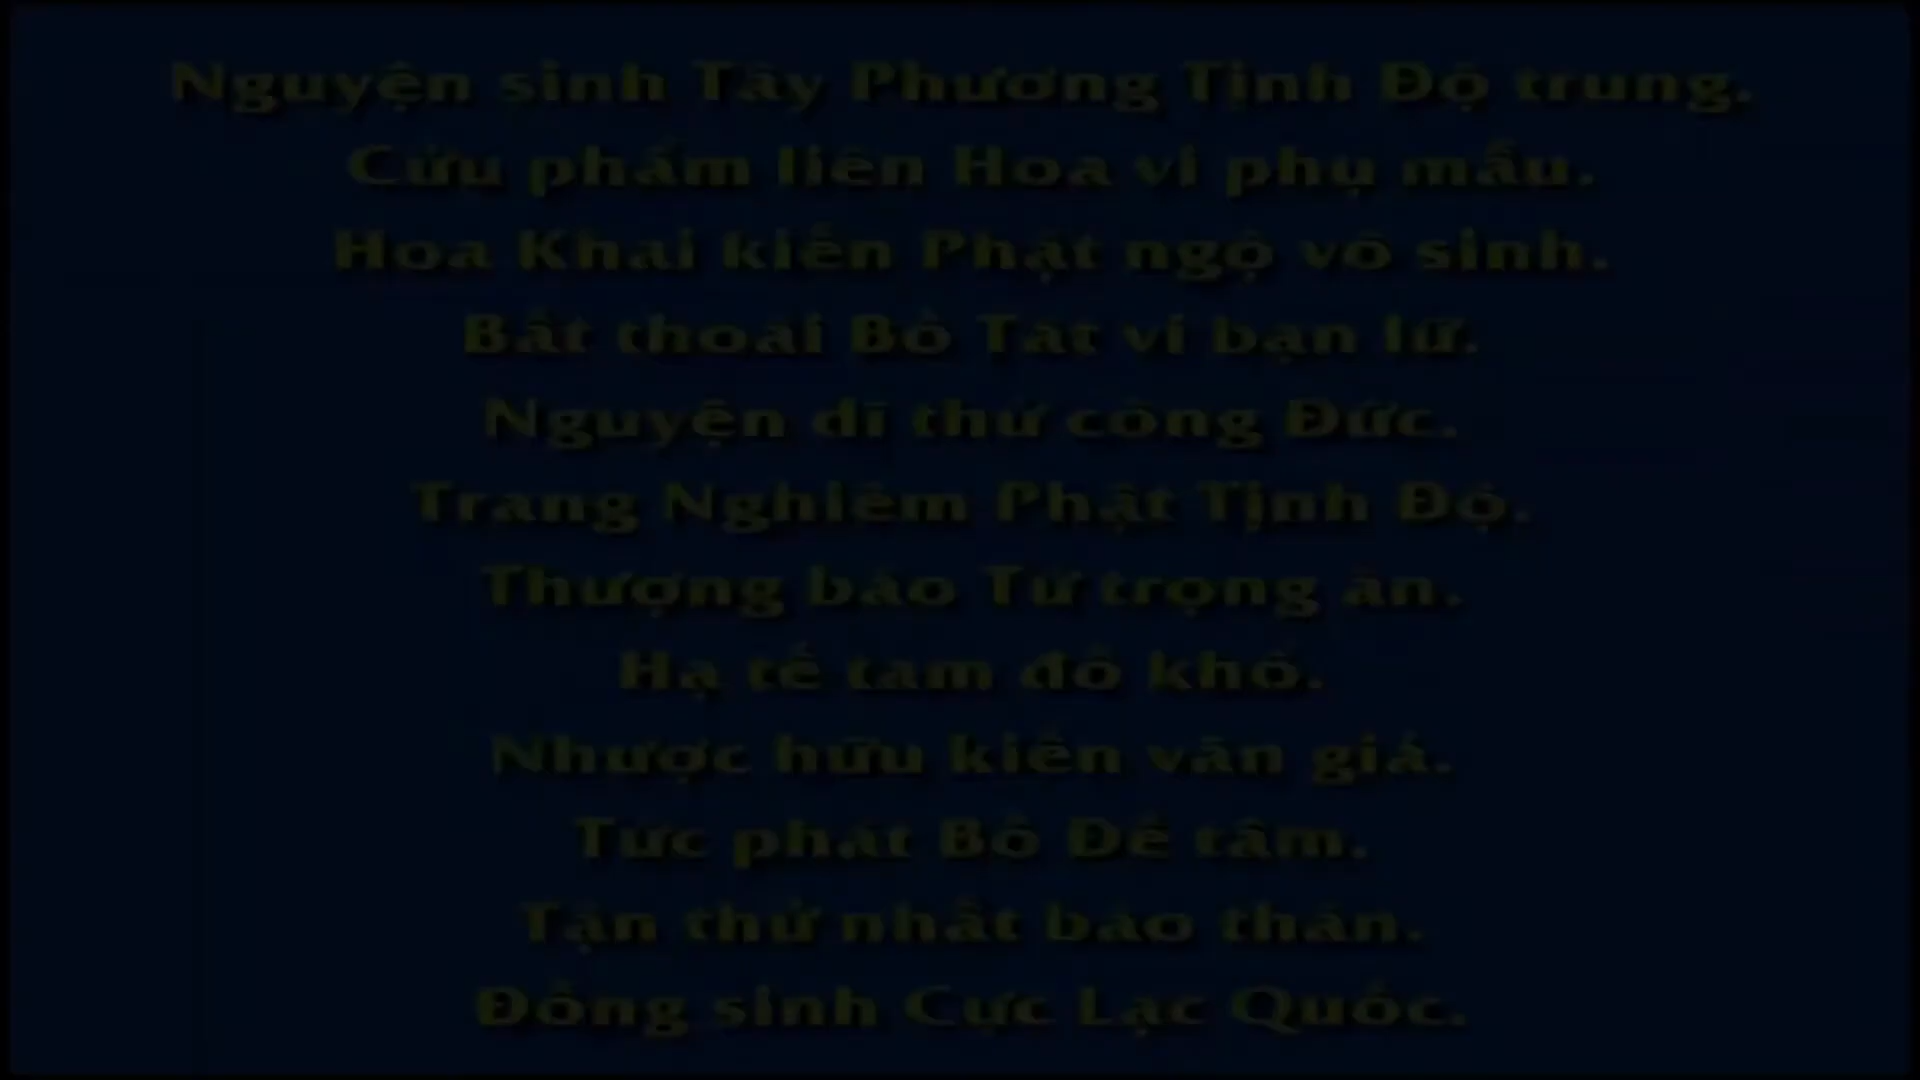 Nguyện sinh Tây Phương Tịnh Độ trung.
Cửu phẩm liên Hoa vi phụ mẫu.
Hoa Khai kiến Phật ngộ vô sinh.
Bất thoái Bồ Tát vi bạn lữ.
Nguyện dĩ thử công Đức.
Trang Nghiêm Phật Tịnh Độ.
Thượng báo Tứ trọng ân.
Hạ tế tam đồ khổ.
Nhược hữu kiến văn giả.
Tức phát Bồ Đề tâm.
Tận thử nhất báo thân.
Đồng sinh Cực Lạc Quốc.